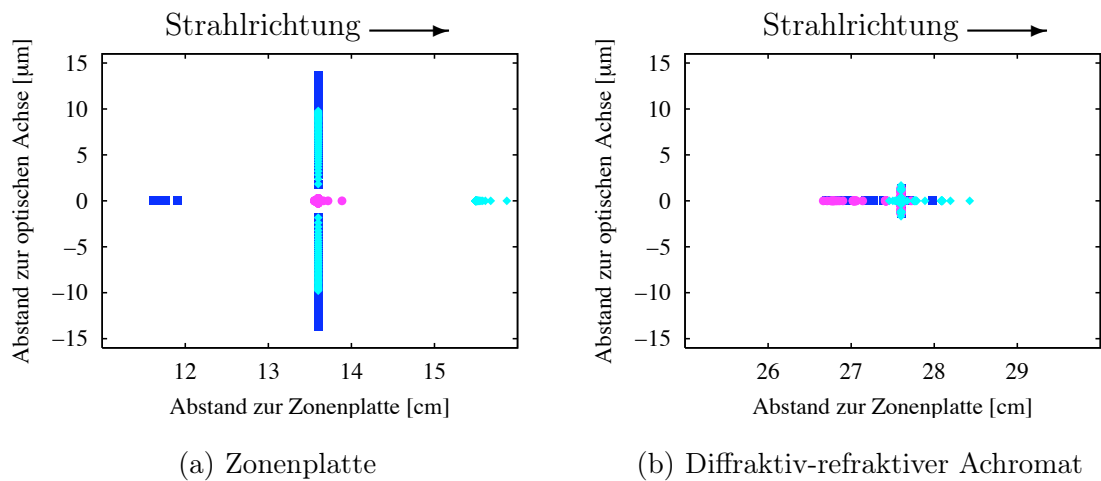 Strahlrichtung
Strahlrichtung
Abstand zur optischen Achse [µm]
15
10
5
0
−5
−10
−15
12
13
14
15
Abstand zur Zonenplatte [cm]
Abstand zur optischen Achse [µm]
15
10
5
0
−5
−10
−15
26
27
28
29
Abstand zur Zonenplatte [cm]
(a) Zonenplatte
(b) Diffraktiv-refraktiver Achromat